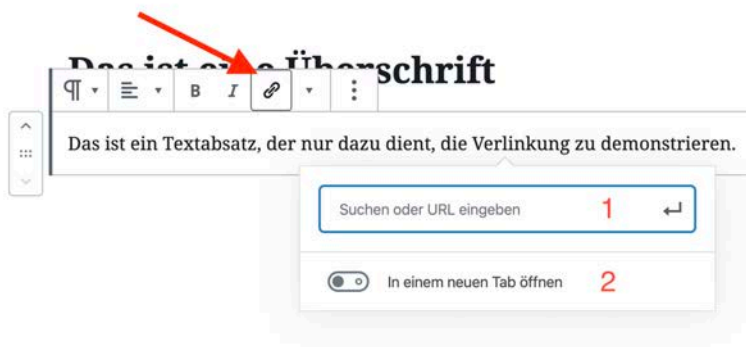 Das ist eine Überschrift
B I
Das ist ein Textabsatz, der nur dazu dient, die Verlinkung zu demonstrieren.
Suchen oder URL eingeben 1
In einem neuen Tab öffnen 2